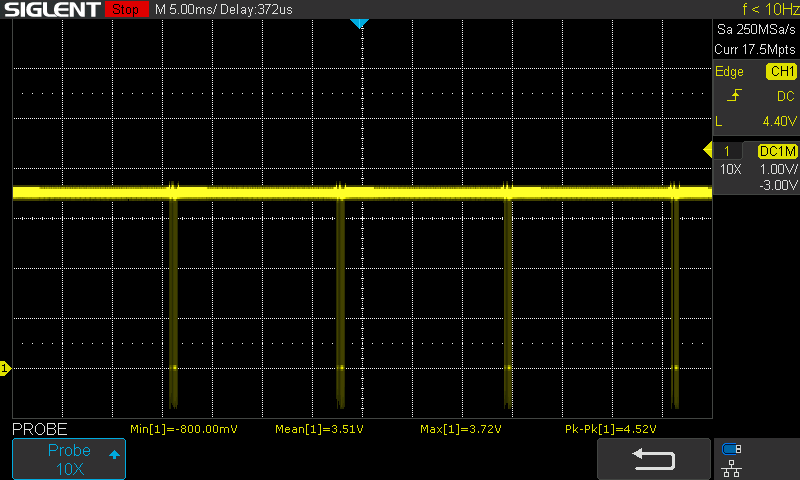 SIGLENT Stop M 5.00ms/ Delay:372us f < 10Hz
Sa 250MSa/s
Curr 17.5Mpts
Edge CH1
DC
L 4.40V
1 DC1M
10X 1.00V/
-3.00V
1
PROBE Min[1]=-800.00mV Mean[1]=3.51V Max[1]=3.72V Pk-Pk[1]=4.52V
Probe
10X